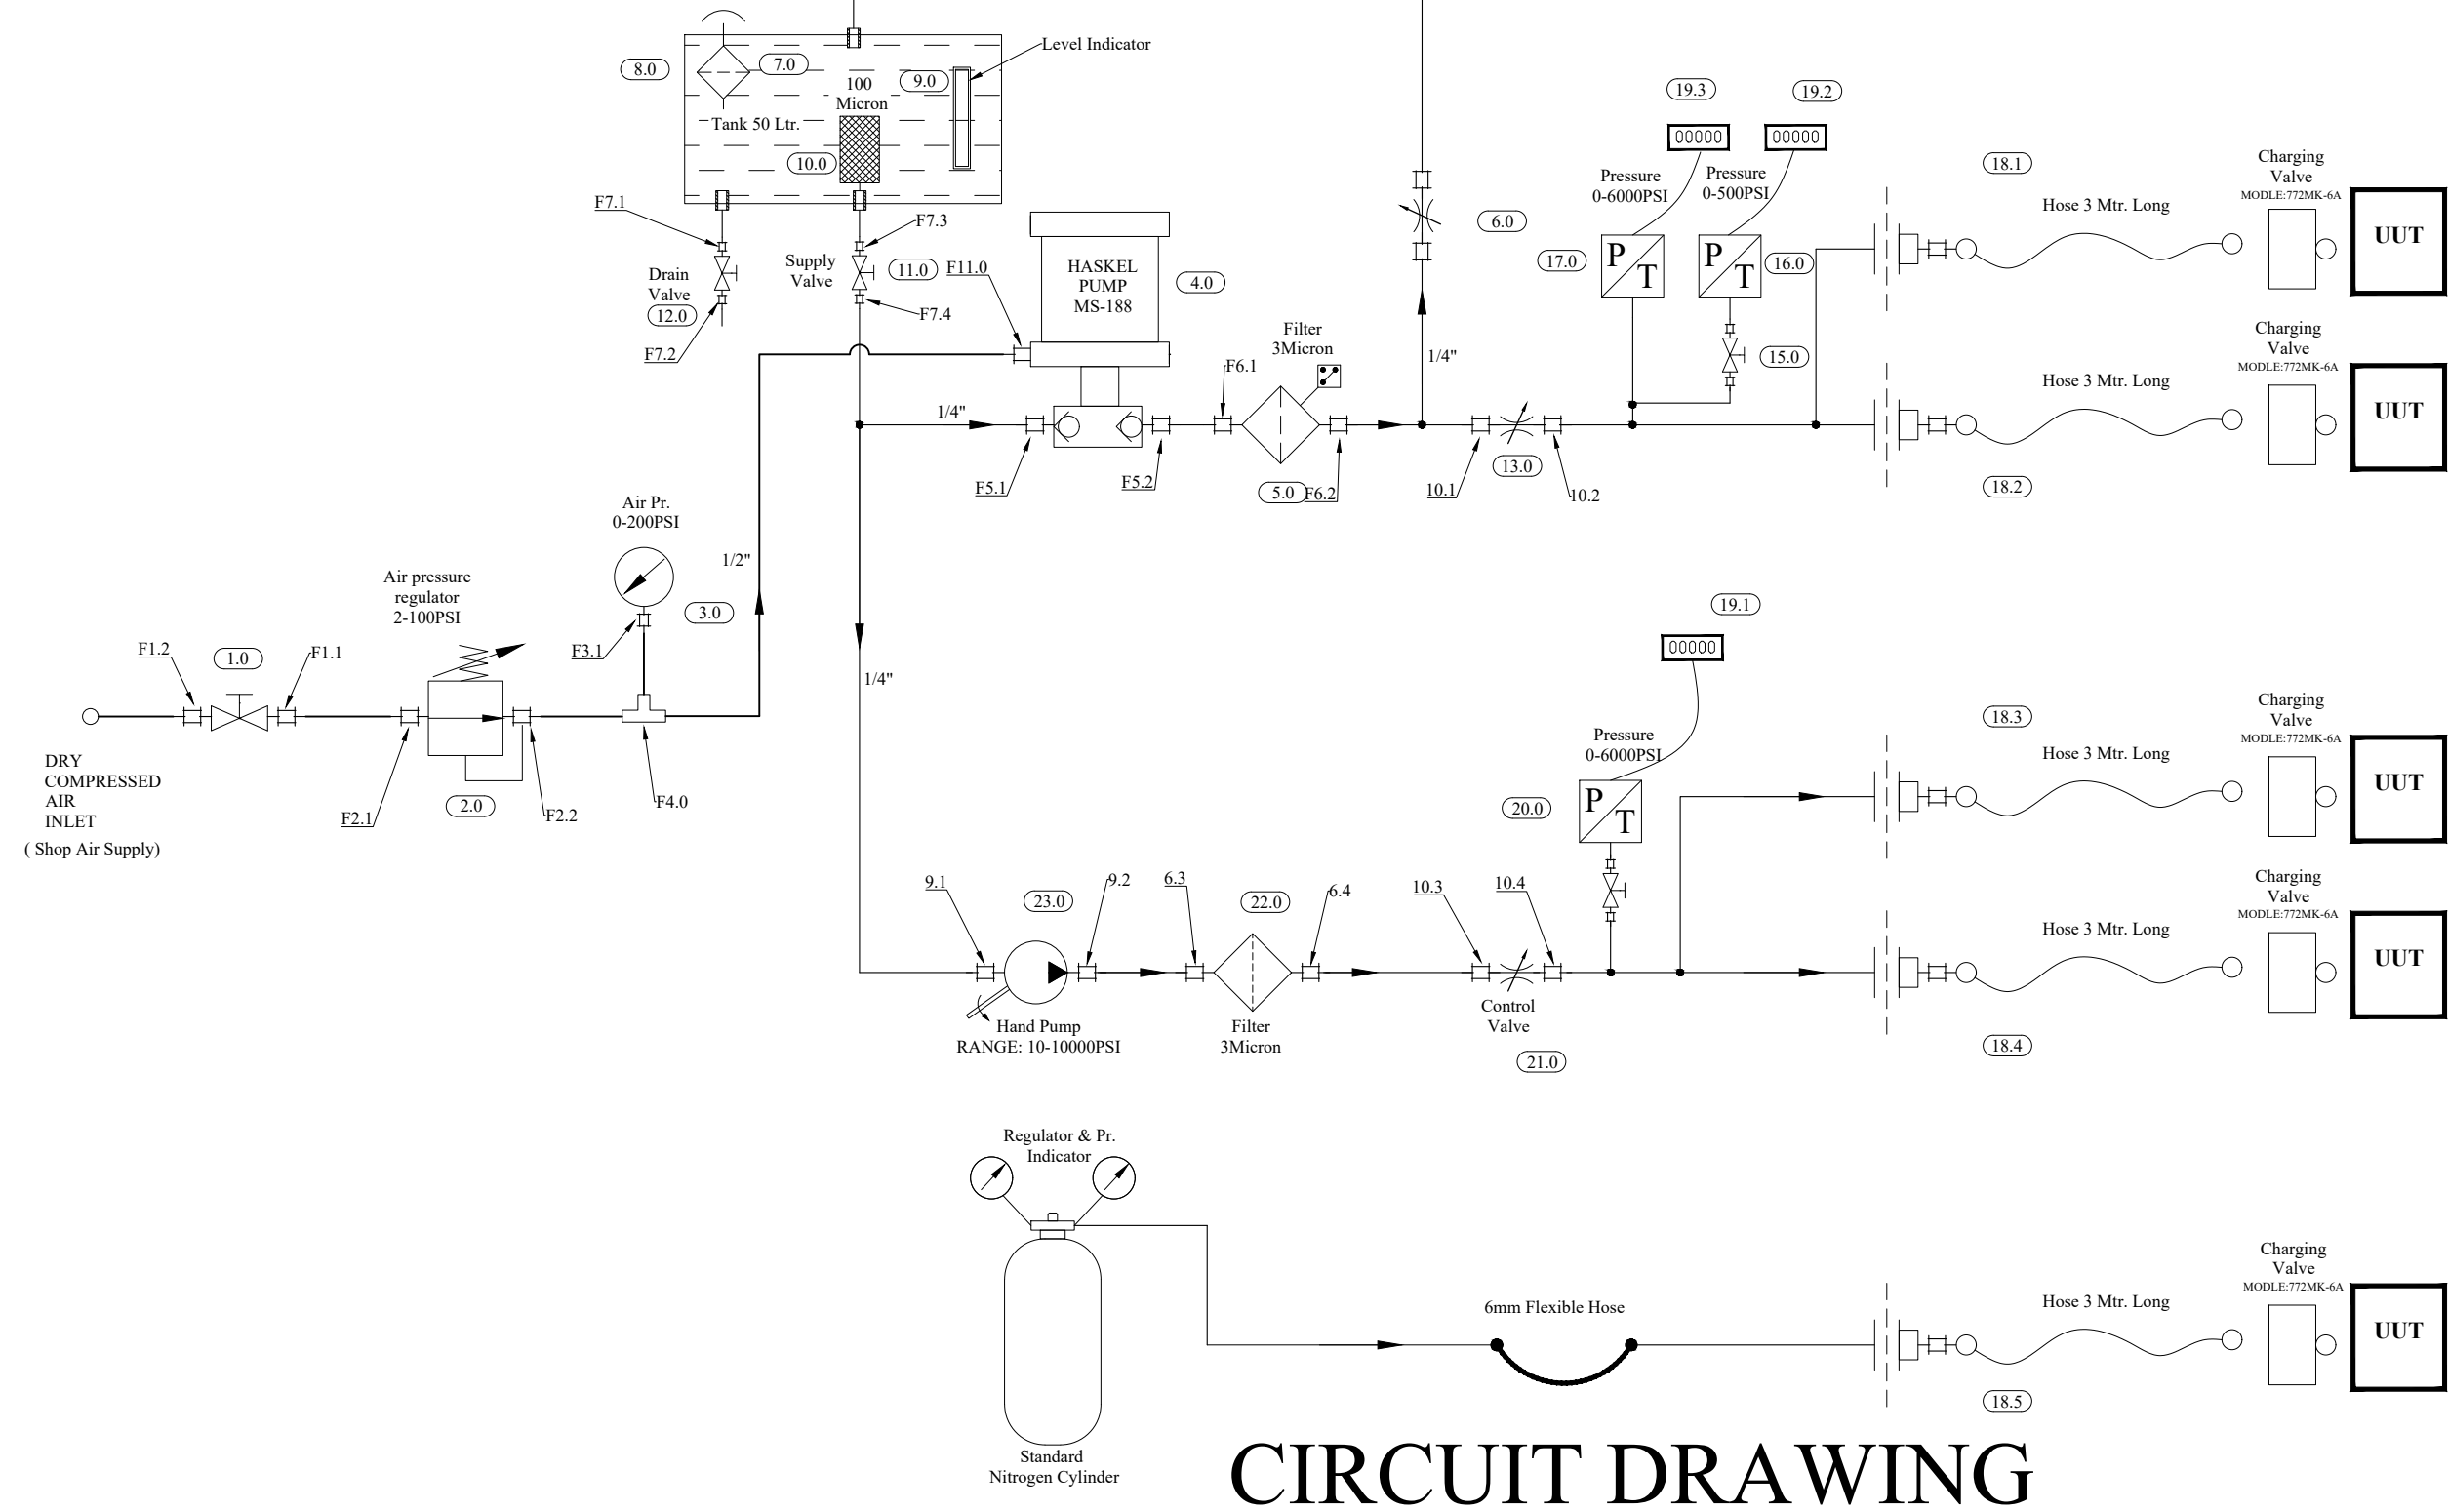 Level Indicator
8.0
7.0
9.0
100
Micron
Tank 50 Ltr.
10.0
F7.1
F7.3
Supply
Valve
11.0
Drain
Valve
12.0
F7.4
F7.2
F11.0
HASKEL
PUMP
MS-188
4.0
1/4"
F5.1
F5.2
Filter
3Micron
F6.1
5.0
F6.2
6.0
1/4"
10.1
13.0
10.2
19.3
19.2
00000
00000
Pressure
0-6000PSI
Pressure
0-500PSI
17.0
P
T
P
T
16.0
15.0
18.1
Hose 3 Mtr. Long
Charging
Valve
MODLE:772MK-6A
UUT
Hose 3 Mtr. Long
18.2
Charging
Valve
MODLE:772MK-6A
UUT
Air Pr.
0-200PSI
1/2"
Air pressure
regulator
2-100PSI
3.0
F3.1
F1.2
1.0
F1.1
DRY
COMPRESSED
AIR
INLET
( Shop Air Supply)
F2.1
2.0
F2.2
F4.0
1/4"
19.1
00000
Pressure
0-6000PSI
20.0
P
T
9.1
23.0
9.2
6.3
22.0
6.4
10.3
10.4
Hand Pump
RANGE: 10-10000PSI
Filter
3Micron
Control
Valve
21.0
18.3
Hose 3 Mtr. Long
Charging
Valve
MODLE:772MK-6A
UUT
Hose 3 Mtr. Long
18.4
Charging
Valve
MODLE:772MK-6A
UUT
Regulator & Pr.
Indicator
Standard
Nitrogen Cylinder
6mm Flexible Hose
Hose 3 Mtr. Long
18.5
Charging
Valve
MODLE:772MK-6A
UUT
CIRCUIT DRAWING